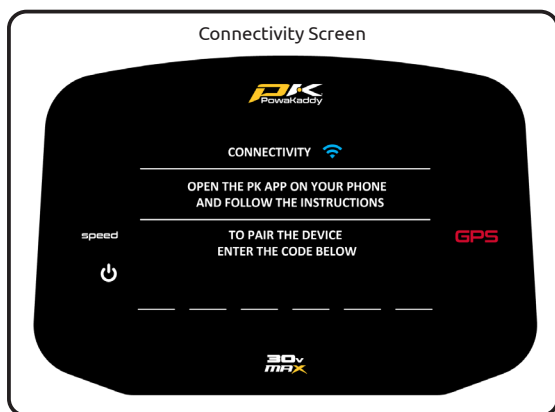 Connectivity Screen
PK
PowaKaddy
CONNECTIVITY
OPEN THE PK APP ON YOUR PHONE
AND FOLLOW THE INSTRUCTIONS
speed
TO PAIR THE DEVICE
GPS
ENTER THE CODE BELOW
30v
MAX